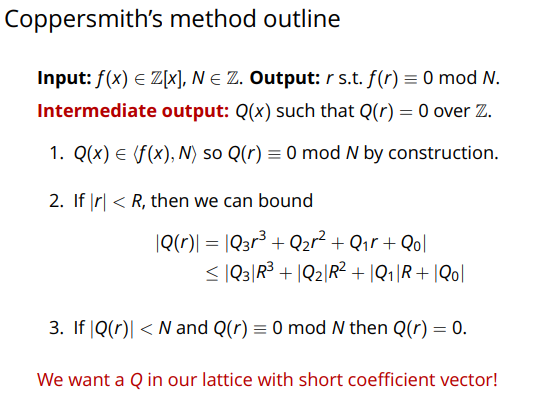 Coppersmith’s method outline
Input: f(x) ∈ ℤ[x], N ∈ ℤ. Output: r s.t. f(r) ≡ 0 mod N.
Intermediate output: Q(x) such that Q(r) = 0 over ℤ.
1. Q(x) ∈ ⟨f(x), N⟩ so Q(r) ≡ 0 mod N by construction.
2. If |r| < R, then we can bound
|Q(r)| = |Q₃r³ + Q₂r² + Q₁r + Q₀|
≤ |Q₃|R³ + |Q₂|R² + |Q₁|R + |Q₀|
3. If |Q(r)| < N and Q(r) ≡ 0 mod N then Q(r) = 0.
We want a Q in our lattice with short coefficient vector!